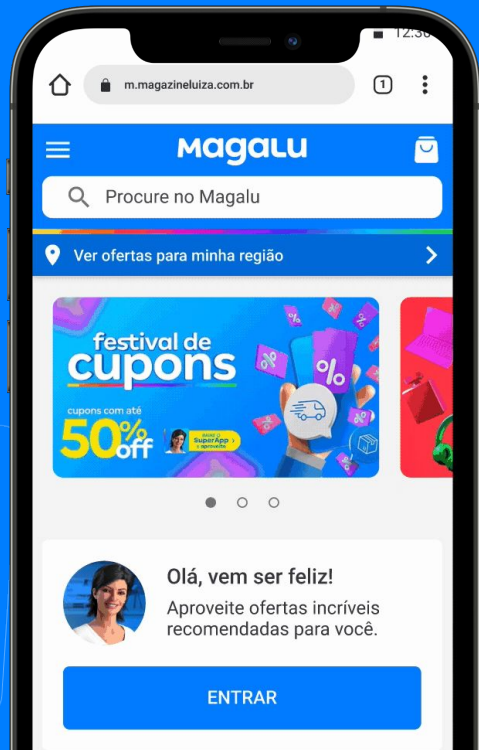 12:30
m.magazineluiza.com.br
1
Magalu
Procure no Magalu
Ver ofertas para minha região
festival de
cupons
cupons com até
50%
off
SuperApp
e aproveite
%
Olá, vem ser feliz!
Aproveite ofertas incríveis
recomendadas para você.
ENTRAR